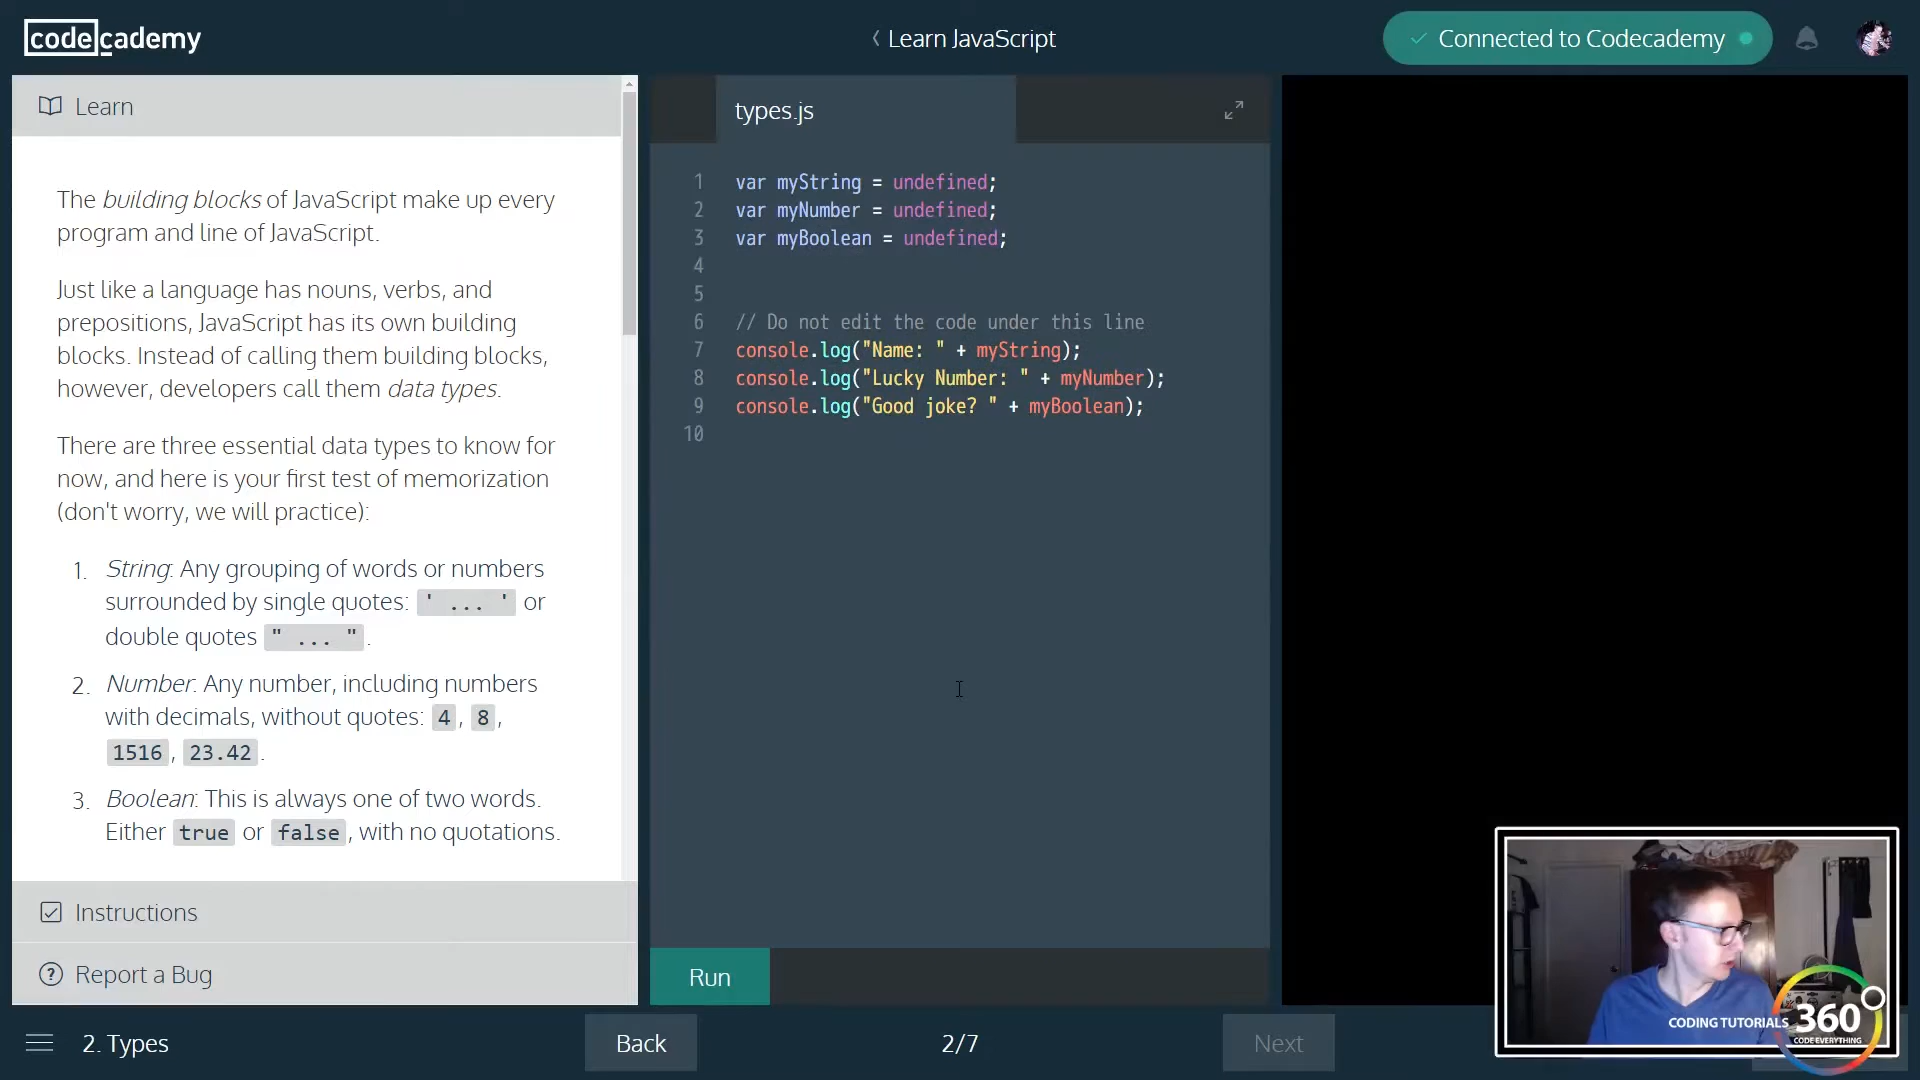 codecademy
Learn JavaScript
Connected to Codecademy
Learn
The building blocks of JavaScript make up every
program and line of JavaScript.
Just like a language has nouns, verbs, and
prepositions, JavaScript has its own building
blocks. Instead of calling them building blocks,
however, developers call them data types.
There are three essential data types to know for
now, and here is your first test of memorization
(don't worry, we will practice):
1. String: Any grouping of words or numbers
surrounded by single quotes: ' ... ' or
double quotes " ... ".
2. Number: Any number, including numbers
with decimals, without quotes: 4, 8,
1516, 23.42.
3. Boolean: This is always one of two words.
Either true or false, with no quotations.
Instructions
Report a Bug
types.js
1 var myString = undefined;
2 var myNumber = undefined;
3 var myBoolean = undefined;
4
5
6 // Do not edit the code under this line
7 console.log("Name: " + myString);
8 console.log("Lucky Number: " + myNumber);
9 console.log("Good joke? " + myBoolean);
10
Run
2. Types
Back
2/7
Next
CODING TUTORIALS 360°
CODE EVERYTHING